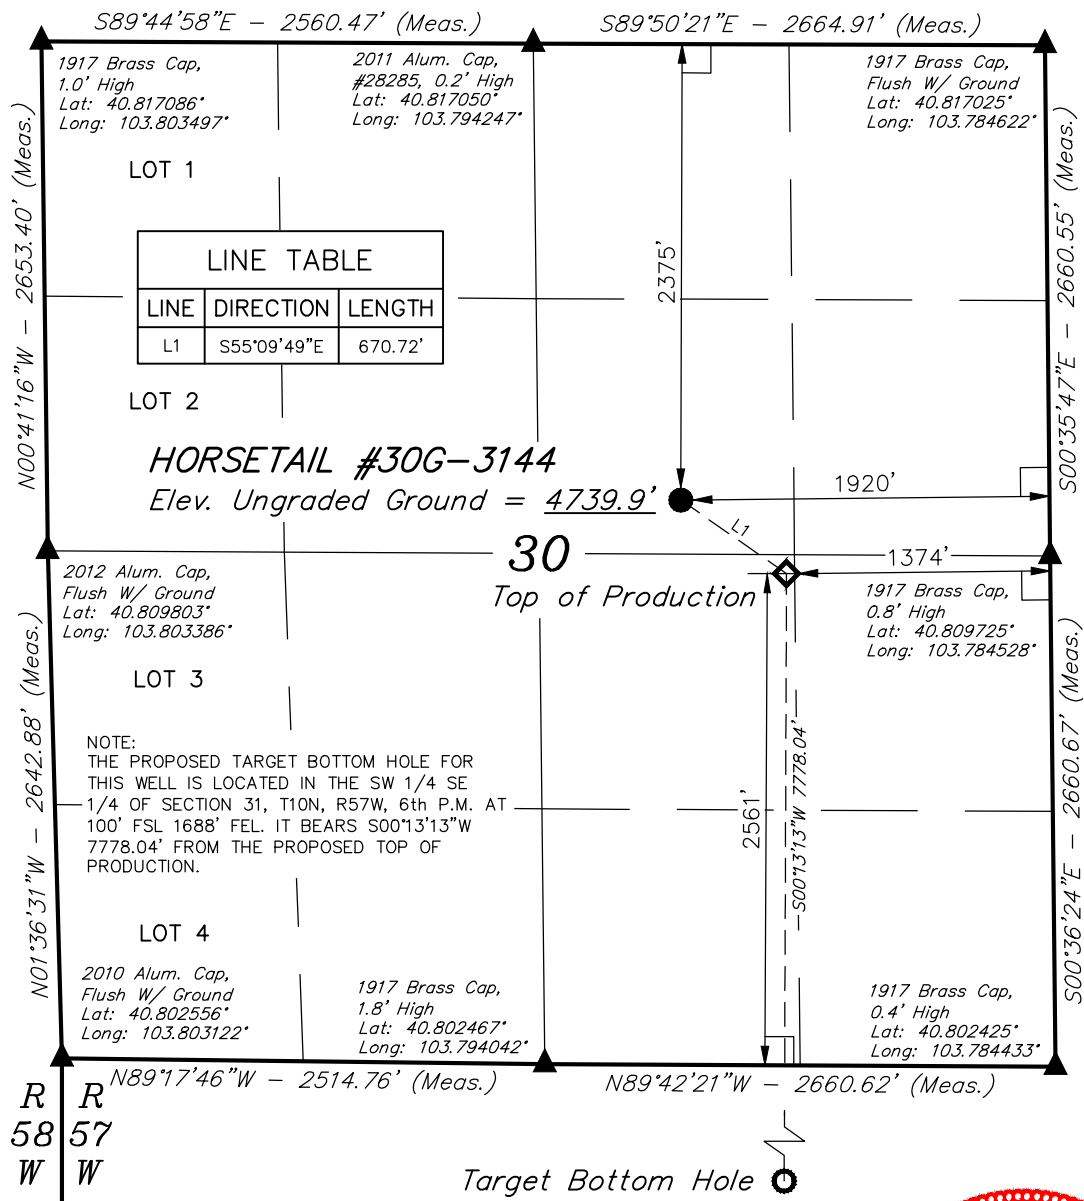 S89°44'58"E - 2560.47' (Meas.)
S89°50'21"E - 2664.91' (Meas.)
1917 Brass Cap,
1.0' High
Lat: 40.817086°
Long: 103.803497°
2011 Alum. Cap,
#28285, 0.2' High
Lat: 40.817050°
Long: 103.794247°
1917 Brass Cap,
Flush W/ Ground
Lat: 40.817025°
Long: 103.784622°
N00°41'16"W - 2653.40' (Meas.)
S00°35'47"E - 2660.55' (Meas.)
LOT 1
2375'
LINE TABLE
LINE DIRECTION LENGTH
L1 S55°09'49"E 670.72'
LOT 2
HORSETAIL #30G-3144
Elev. Ungraded Ground = 4739.9'
1920'
L1
30
1374'
Top of Production
2012 Alum. Cap,
Flush W/ Ground
Lat: 40.809803°
Long: 103.803386°
1917 Brass Cap,
0.8' High
Lat: 40.809725°
Long: 103.784528°
N01°36'31"W - 2642.88' (Meas.)
S00°36'24"E - 2660.67' (Meas.)
LOT 3
NOTE:
THE PROPOSED TARGET BOTTOM HOLE FOR
THIS WELL IS LOCATED IN THE SW 1/4 SE
1/4 OF SECTION 31, T10N, R57W, 6th P.M. AT
100' FSL 1688' FEL. IT BEARS S00°13'13"W
7778.04' FROM THE PROPOSED TOP OF
PRODUCTION.
2561'
S00°13'13"W 7778.04'
LOT 4
2010 Alum. Cap,
Flush W/ Ground
Lat: 40.802556°
Long: 103.803122°
1917 Brass Cap,
1.8' High
Lat: 40.802467°
Long: 103.794042°
1917 Brass Cap,
0.4' High
Lat: 40.802425°
Long: 103.784433°
N89°17'46"W - 2514.76' (Meas.)
N89°42'21"W - 2660.62' (Meas.)
R R
58 57
W W
Target Bottom Hole